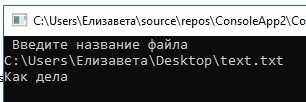 C:\Users\Елизавета\source\repos\ConsoleApp2\Co
Введите название файла
C:\Users\Елизавета\Desktop\text.txt
Как дела